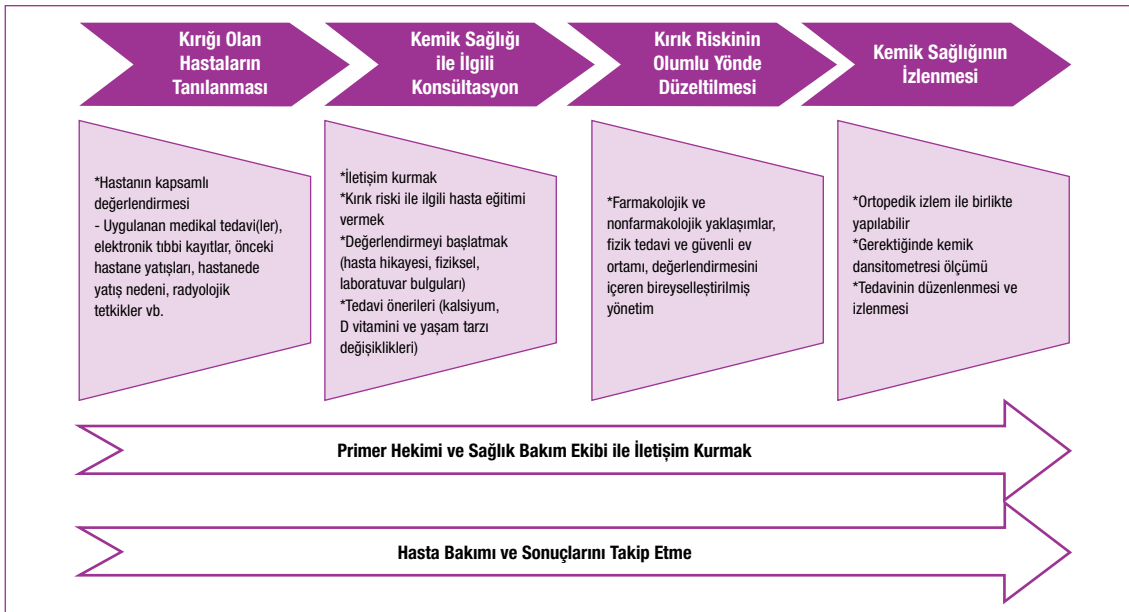 Kırığı Olan
Hastaların
Tanılanması
Kemik Sağlığı
ile İlgili
Konsültasyon
Kırık Riskinin
Olumlu Yönde
Düzeltilmesi
Kemik Sağlığının
İzlenmesi
*Hastanın kapsamlı
değerlendirmesi
- Uygulanan medikal tedavi(ler),
elektronik tıbbi kayıtlar, önceki
hastane yatışları, hastanede
yatış nedeni, radyolojik
tetkikler vb.
*İletişim kurmak
*Kırık riski ile ilgili hasta eğitimi
vermek
*Değerlendirmeyi başlatmak
(hasta hikayesi, fiziksel,
laboratuvar bulguları)
*Tedavi önerileri (kalsiyum,
D vitamini ve yaşam tarzı
değişiklikleri)
*Farmakolojik ve
nonfarmakolojik yaklaşımlar,
fizik tedavi ve güvenli ev
ortamı, değerlendirmesini
içeren bireyselleştirilmiş
yönetim
*Ortopedik izlem ile birlikte
yapılabilir
*Gerektiğinde kemik
dansitometresi ölçümü
*Tedavinin düzenlenmesi ve
izlenmesi
Primer Hekimi ve Sağlık Bakım Ekibi ile İletişim Kurmak
Hasta Bakımı ve Sonuçlarını Takip Etme